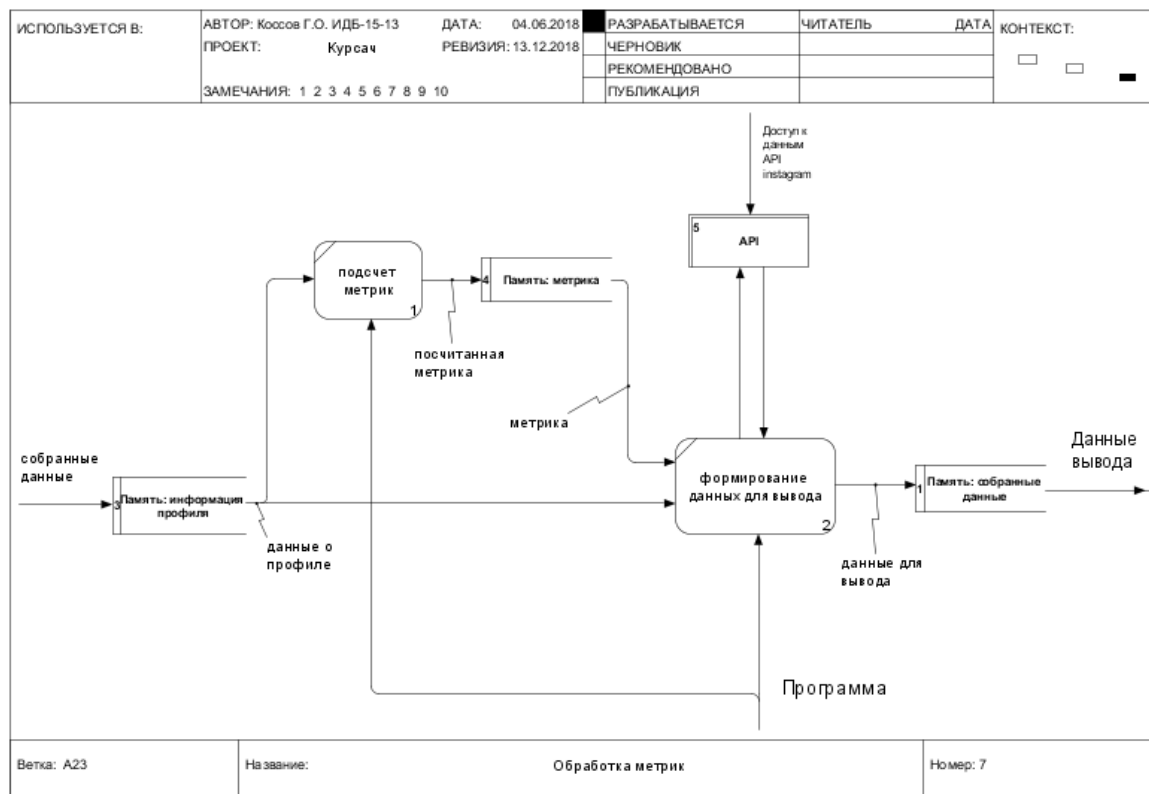 ИСПОЛЬЗУЕТСЯ В:
АВТОР: Коссов Г.О. ИДБ-15-13
ДАТА: 04.06.2018
ПРОЕКТ: Курсач
РЕВИЗИЯ: 13.12.2018
ЗАМЕЧАНИЯ: 1 2 3 4 5 6 7 8 9 10
РАЗРАБАТЫВАЕТСЯ
ЧЕРНОВИК
РЕКОМЕНДОВАНО
ПУБЛИКАЦИЯ
ЧИТАТЕЛЬ
ДАТА
КОНТЕКСТ:
Доступ к
данным
API
instagram
5
API
подсчет
метрик
1
4
Память: метрика
посчитанная
метрика
метрика
собранные
данные
3
Память: информация
профиля
данные о
профиле
формирование
данных для вывода
2
1
Память: собранные
данные
Данные
вывода
данные для
вывода
Программа
Ветка: A23
Название:
Обработка метрик
Номер: 7